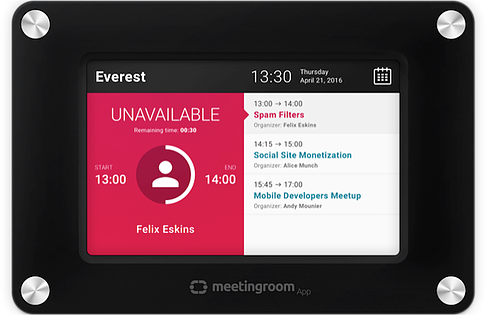 Everest
13:30
Thursday
April 21, 2016
UNAVAILABLE
Remaining time: 00:30
START
13:00
END
14:00
Felix Eskins
13:00 → 14:00
Spam Filters
Organizer: Felix Eskins
14:15 → 15:00
Social Site Monetization
Organizer: Alice Munch
15:45 → 17:00
Mobile Developers Meetup
Organizer: Andy Mounier
meetingroom App